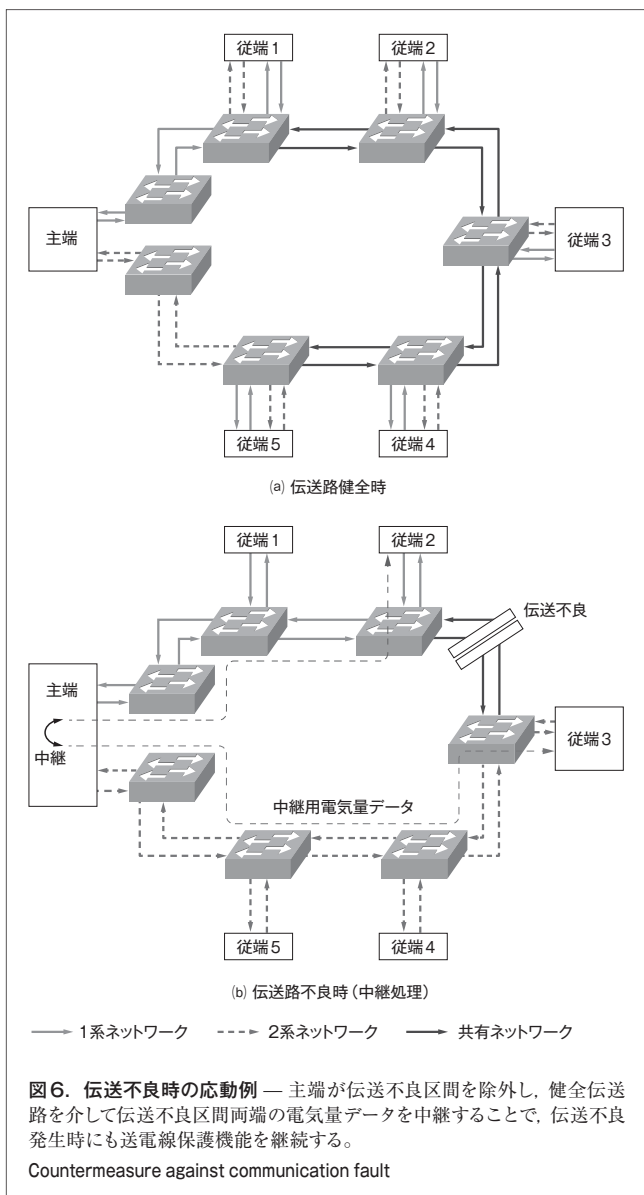 従端1
従端2
主端
従端3
従端5
従端4
(a) 伝送路健全時
従端1
従端2
伝送不良
主端
中継
従端3
中継用電気量データ
従端5
従端4
(b) 伝送路不良時（中継処理）
1系ネットワーク
2系ネットワーク
共有ネットワーク
図6．伝送不良時の応動例 — 主端が伝送不良区間を除外し，健全伝送
路を介して伝送不良区間両端の電気量データを中継することで，伝送不良
発生時にも送電線保護機能を継続する。
Countermeasure against communication fault